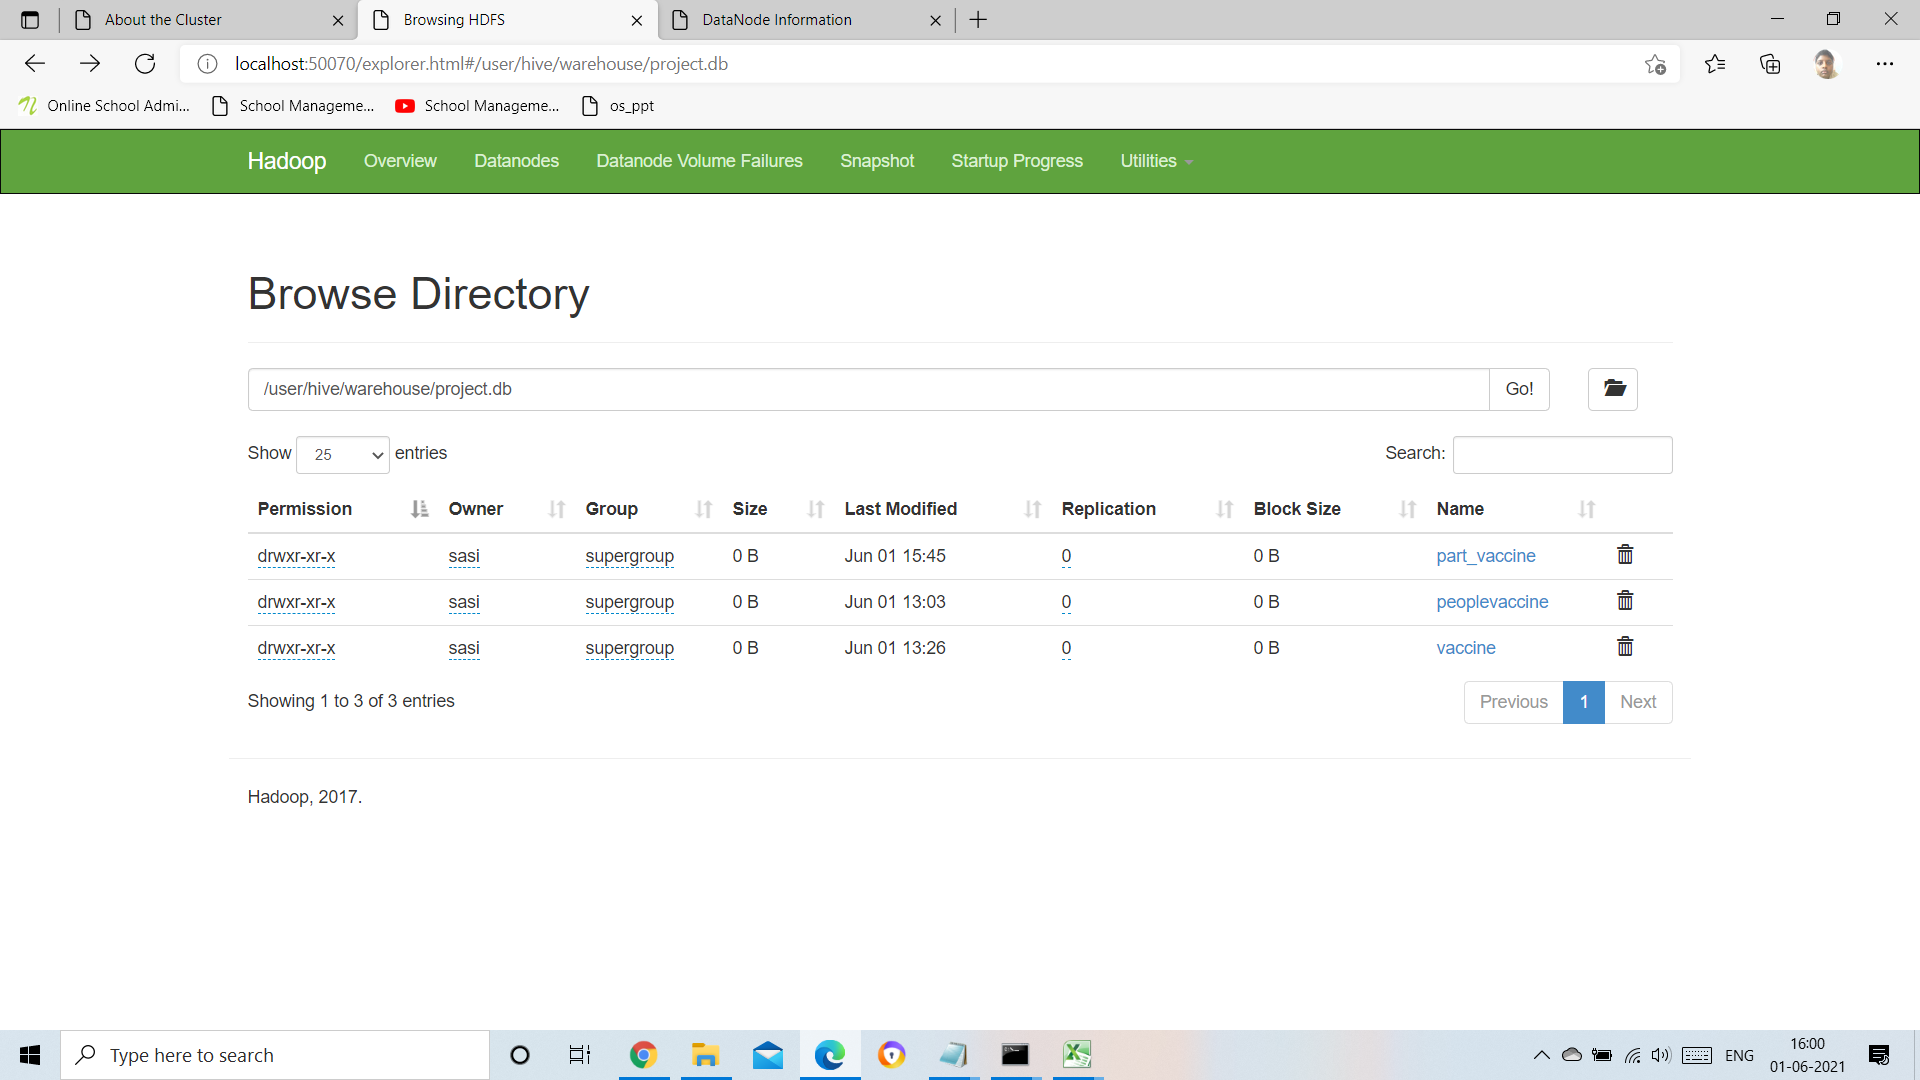 About the Cluster
Browsing HDFS
DataNode Information
localhost:50070/explorer.html#/user/hive/warehouse/project.db
Online School Admi...
School Manageme...
School Manageme...
os_ppt
Hadoop Overview Datanodes Datanode Volume Failures Snapshot Startup Progress Utilities
Browse Directory
/user/hive/warehouse/project.db Go!
Show 25 entries Search:
Permission Owner Group Size Last Modified Replication Block Size Name
drwxr-xr-x sasi supergroup 0 B Jun 01 15:45 0 0 B part_vaccine
drwxr-xr-x sasi supergroup 0 B Jun 01 13:03 0 0 B peoplevaccine
drwxr-xr-x sasi supergroup 0 B Jun 01 13:26 0 0 B vaccine
Showing 1 to 3 of 3 entries Previous 1 Next
Hadoop, 2017.
Type here to search
ENG
16:00
01-06-2021